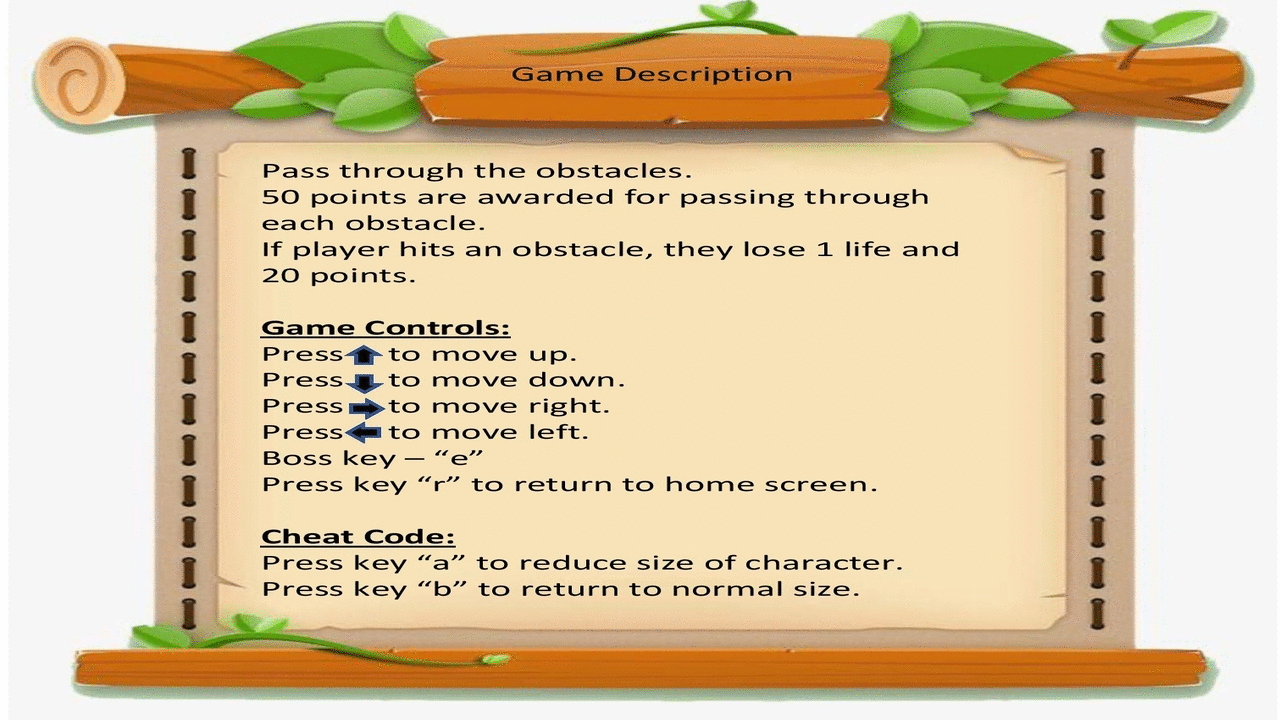 Game Description
Pass through the obstacles.
50 points are awarded for passing through
each obstacle.
If player hits an obstacle, they lose 1 life and
20 points.
Game Controls:
Press to move up.
Press to move down.
Press to move right.
Press to move left.
Boss key – “e”
Press key “r” to return to home screen.
Cheat Code:
Press key “a” to reduce size of character.
Press key “b” to return to normal size.